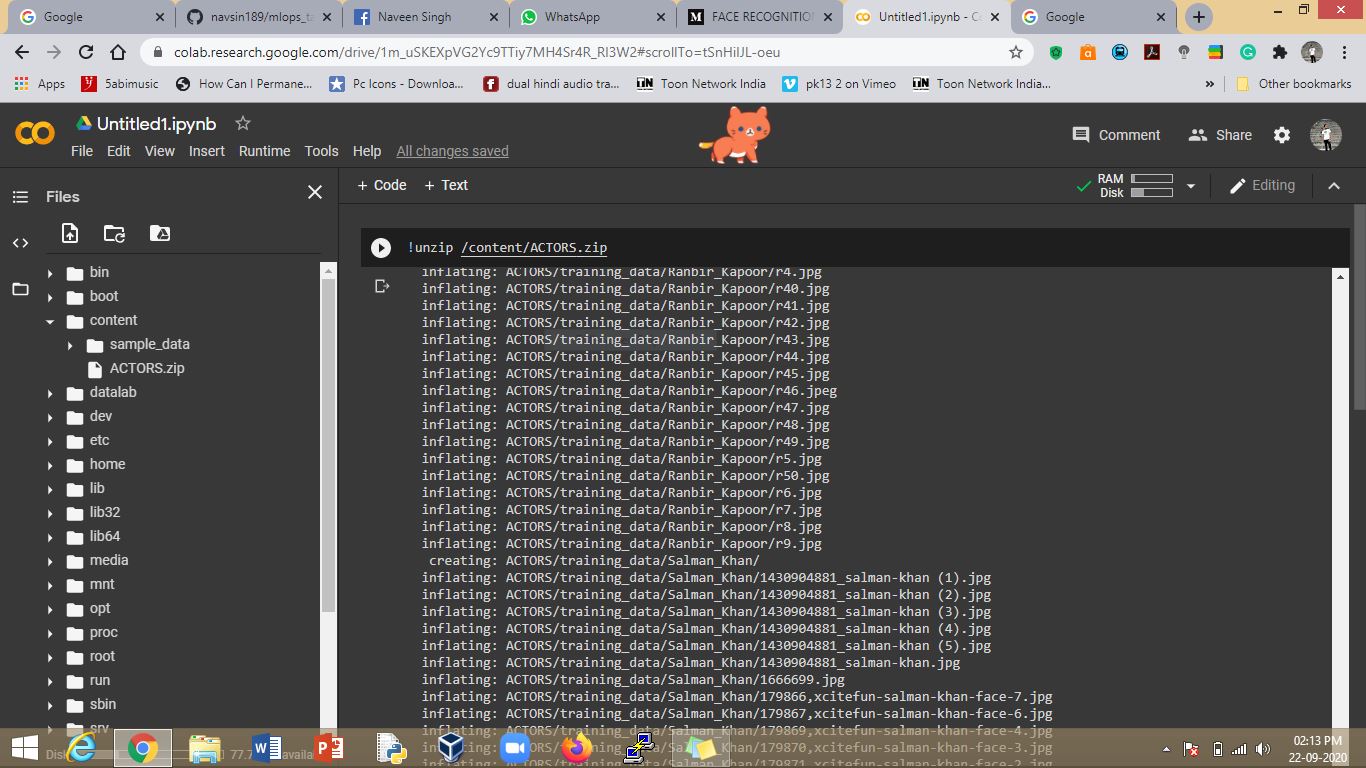 Google
navsin189/mlops_ta
Naveen Singh
WhatsApp
FACE RECOGNITION
Untitled1.ipynb - Co
Google
colab.research.google.com/drive/1m_uSKEXpVG2Yc9TTiy7MH4Sr4R_RI3W2#scrollTo=tSnHiIJL-oeu
Apps
5abimusic
How Can I Permane...
Pc Icons - Downloa...
dual hindi audio tra...
Toon Network India
pk13 2 on Vimeo
Toon Network India...
»
Other bookmarks
Untitled1.ipynb
Comment
Share
File Edit View Insert Runtime Tools Help All changes saved
Files
+ Code + Text
RAM
Disk
Editing
bin
boot
content
sample_data
ACTORS.zip
datalab
dev
etc
home
lib
lib32
lib64
media
mnt
opt
proc
root
run
sbin
srv
Disk
77.7
availa
!unzip /content/ACTORS.zip
inflating: ACTORS/training_data/Ranbir_Kapoor/r4.jpg
inflating: ACTORS/training_data/Ranbir_Kapoor/r40.jpg
inflating: ACTORS/training_data/Ranbir_Kapoor/r41.jpg
inflating: ACTORS/training_data/Ranbir_Kapoor/r42.jpg
inflating: ACTORS/training_data/Ranbir_Kapoor/r43.jpg
inflating: ACTORS/training_data/Ranbir_Kapoor/r44.jpg
inflating: ACTORS/training_data/Ranbir_Kapoor/r45.jpg
inflating: ACTORS/training_data/Ranbir_Kapoor/r46.jpeg
inflating: ACTORS/training_data/Ranbir_Kapoor/r47.jpg
inflating: ACTORS/training_data/Ranbir_Kapoor/r48.jpg
inflating: ACTORS/training_data/Ranbir_Kapoor/r49.jpg
inflating: ACTORS/training_data/Ranbir_Kapoor/r5.jpg
inflating: ACTORS/training_data/Ranbir_Kapoor/r50.jpg
inflating: ACTORS/training_data/Ranbir_Kapoor/r6.jpg
inflating: ACTORS/training_data/Ranbir_Kapoor/r7.jpg
inflating: ACTORS/training_data/Ranbir_Kapoor/r8.jpg
inflating: ACTORS/training_data/Ranbir_Kapoor/r9.jpg
creating: ACTORS/training_data/Salman_Khan/
inflating: ACTORS/training_data/Salman_Khan/1430904881_salman-khan (1).jpg
inflating: ACTORS/training_data/Salman_Khan/1430904881_salman-khan (2).jpg
inflating: ACTORS/training_data/Salman_Khan/1430904881_salman-khan (3).jpg
inflating: ACTORS/training_data/Salman_Khan/1430904881_salman-khan (4).jpg
inflating: ACTORS/training_data/Salman_Khan/1430904881_salman-khan (5).jpg
inflating: ACTORS/training_data/Salman_Khan/1430904881_salman-khan.jpg
inflating: ACTORS/training_data/Salman_Khan/1666699.jpg
inflating: ACTORS/training_data/Salman_Khan/179866,xcitefun-salman-khan-face-7.jpg
inflating: ACTORS/training_data/Salman_Khan/179867,xcitefun-salman-khan-face-6.jpg
inflating: ACTORS/training_data/Salman_Khan/179869,xcitefun-salman-khan-face-4.jpg
inflating: ACTORS/training_data/Salman_Khan/179870,xcitefun-salman-khan-face-3.jpg
02:13 PM
22-09-2020